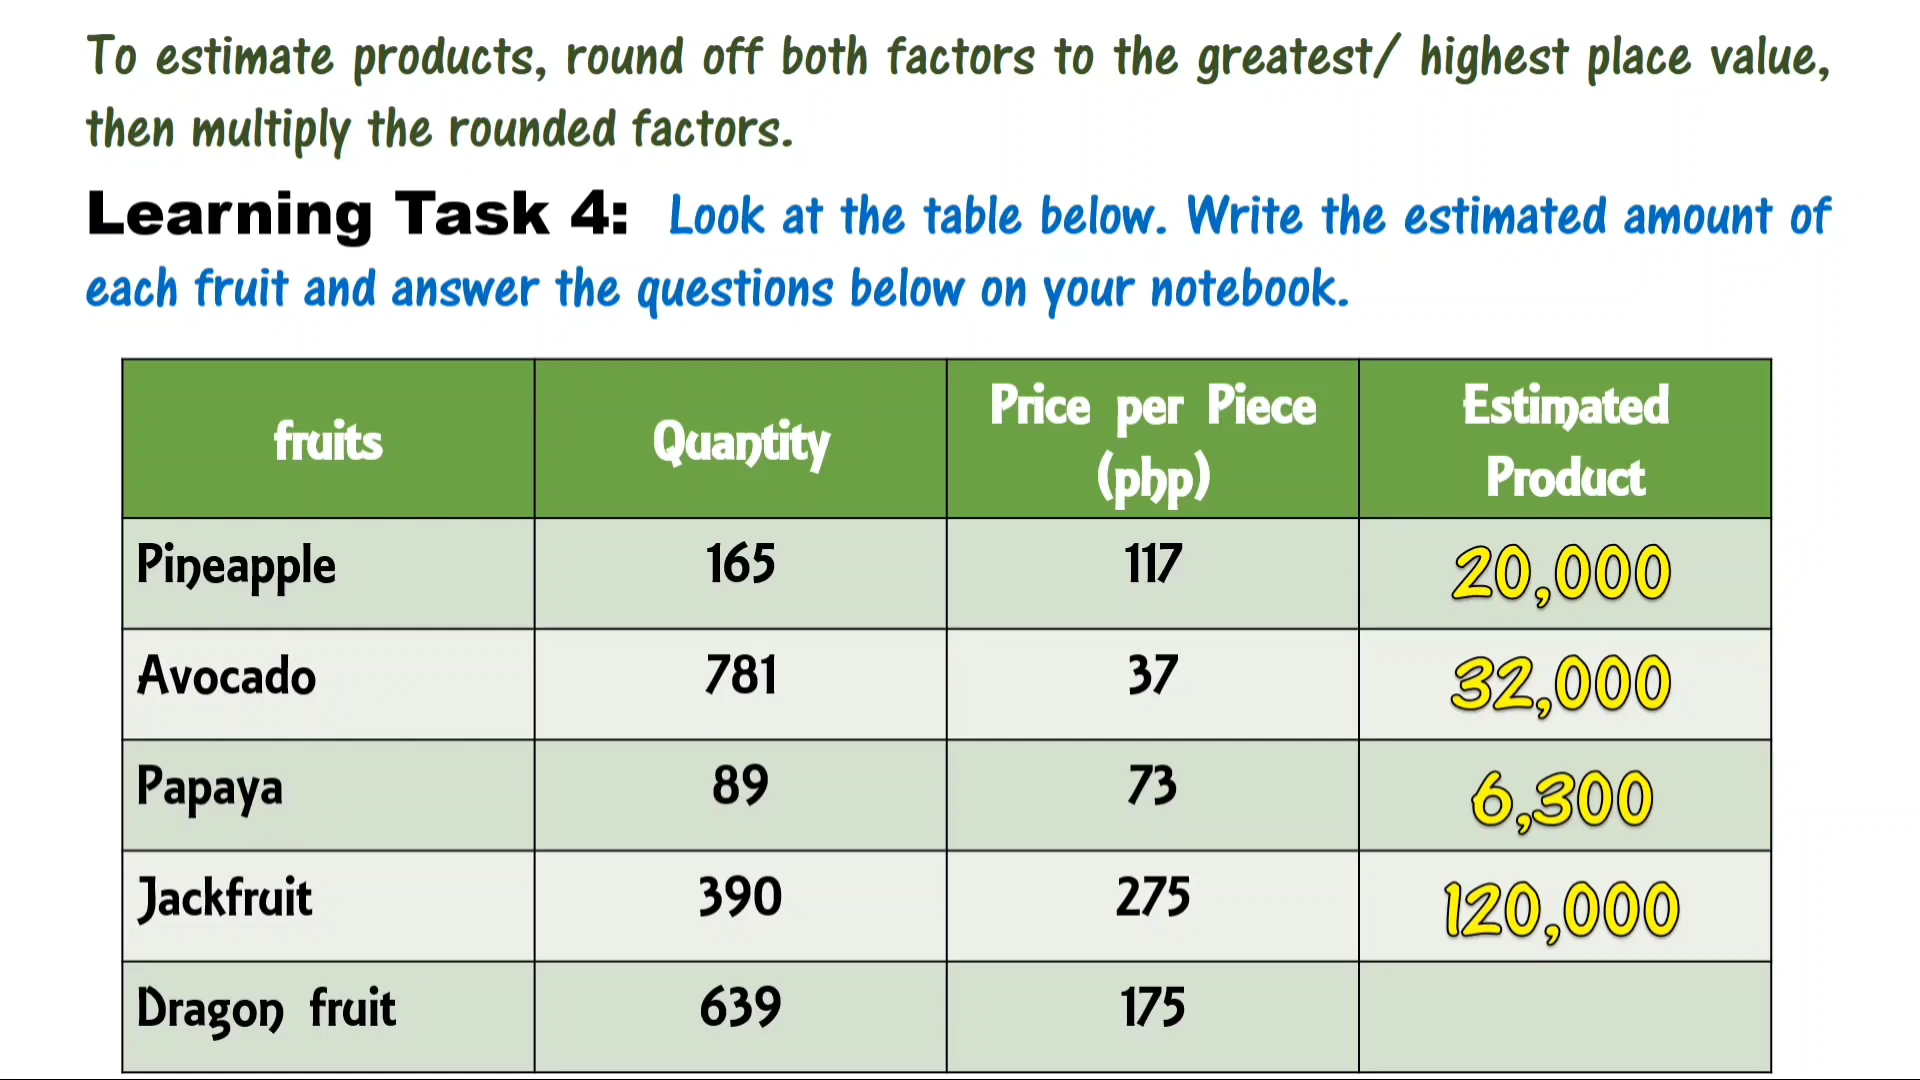 To estimate products, round off both factors to the greatest/ highest place value,
then multiply the rounded factors.
Learning Task 4: Look at the table below. Write the estimated amount of
each fruit and answer the questions below on your notebook.
fruits Quantity Price per Piece (php) Estimated Product
Pineapple 165 117 20,000
Avocado 781 37 32,000
Papaya 89 73 6,300
Jackfruit 390 275 120,000
Dragon fruit 639 175